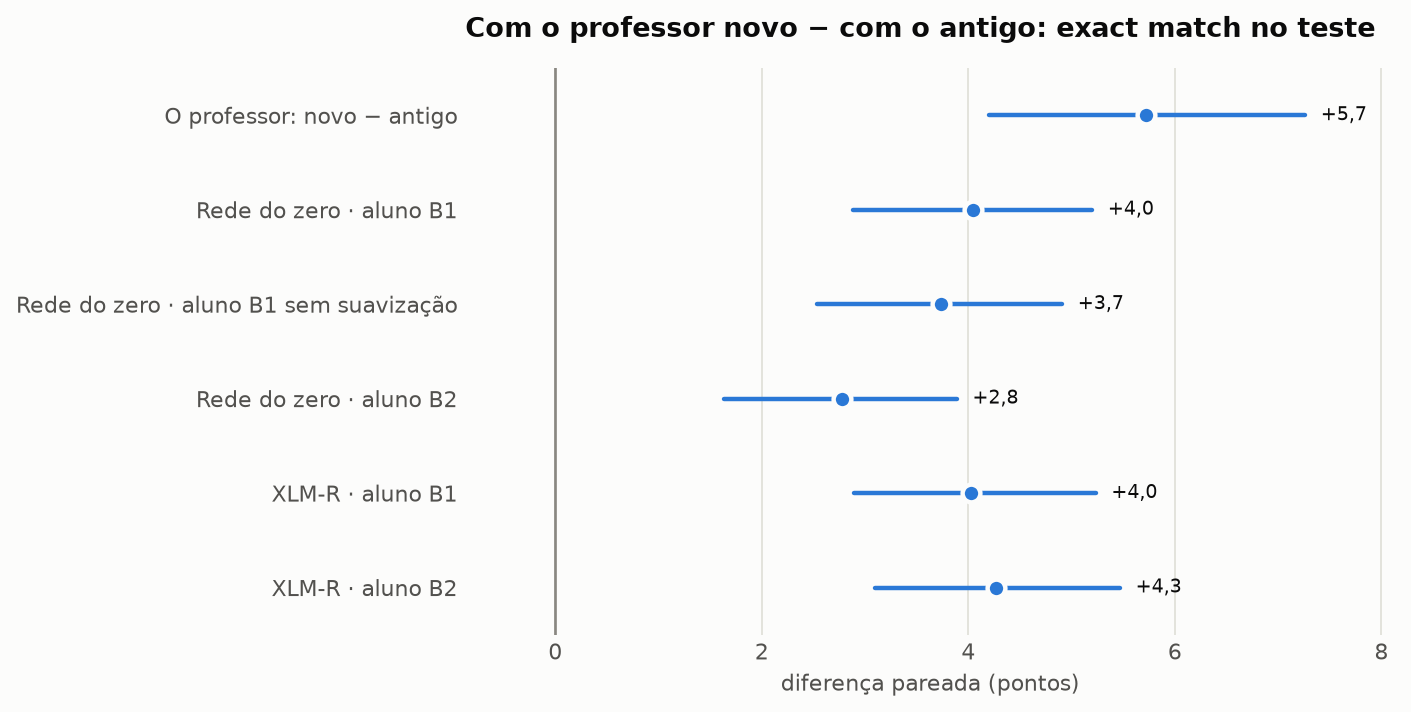 Com o professor novo − com o antigo: exact match no teste
O professor: novo − antigo
+5,7
Rede do zero · aluno B1
+4,0
Rede do zero · aluno B1 sem suavização
+3,7
Rede do zero · aluno B2
+2,8
XLM-R · aluno B1
+4,0
XLM-R · aluno B2
+4,3
0 2 4 6 8
diferença pareada (pontos)